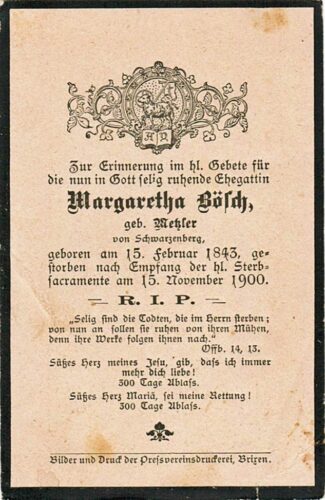 Zur Erinnerung im hl. Gebete für
die nun in Gott selig ruhende Ehegattin
Margaretha Bösch,
geb. Metzler
von Schwarzenberg,
geboren am 15. Februar 1843, ge-
storben nach Empfang der hl. Sterb-
sacramente am 15. November 1900.
R. I. P.
„Selig sind die Todten, die im Herrn sterben;
von nun an sollen sie ruhen von ihren Mühen,
denn ihre Werke folgen ihnen nach."
Offb. 14, 13.
Süßes Herz meines Jesu, gib, daß ich immer
mehr dich liebe!
300 Tage Ablass.
Süßes Herz Mariä, sei meine Rettung!
300 Tage Ablass.
Bilder und Druck der Pressvereinsdruckerei, Brixen.